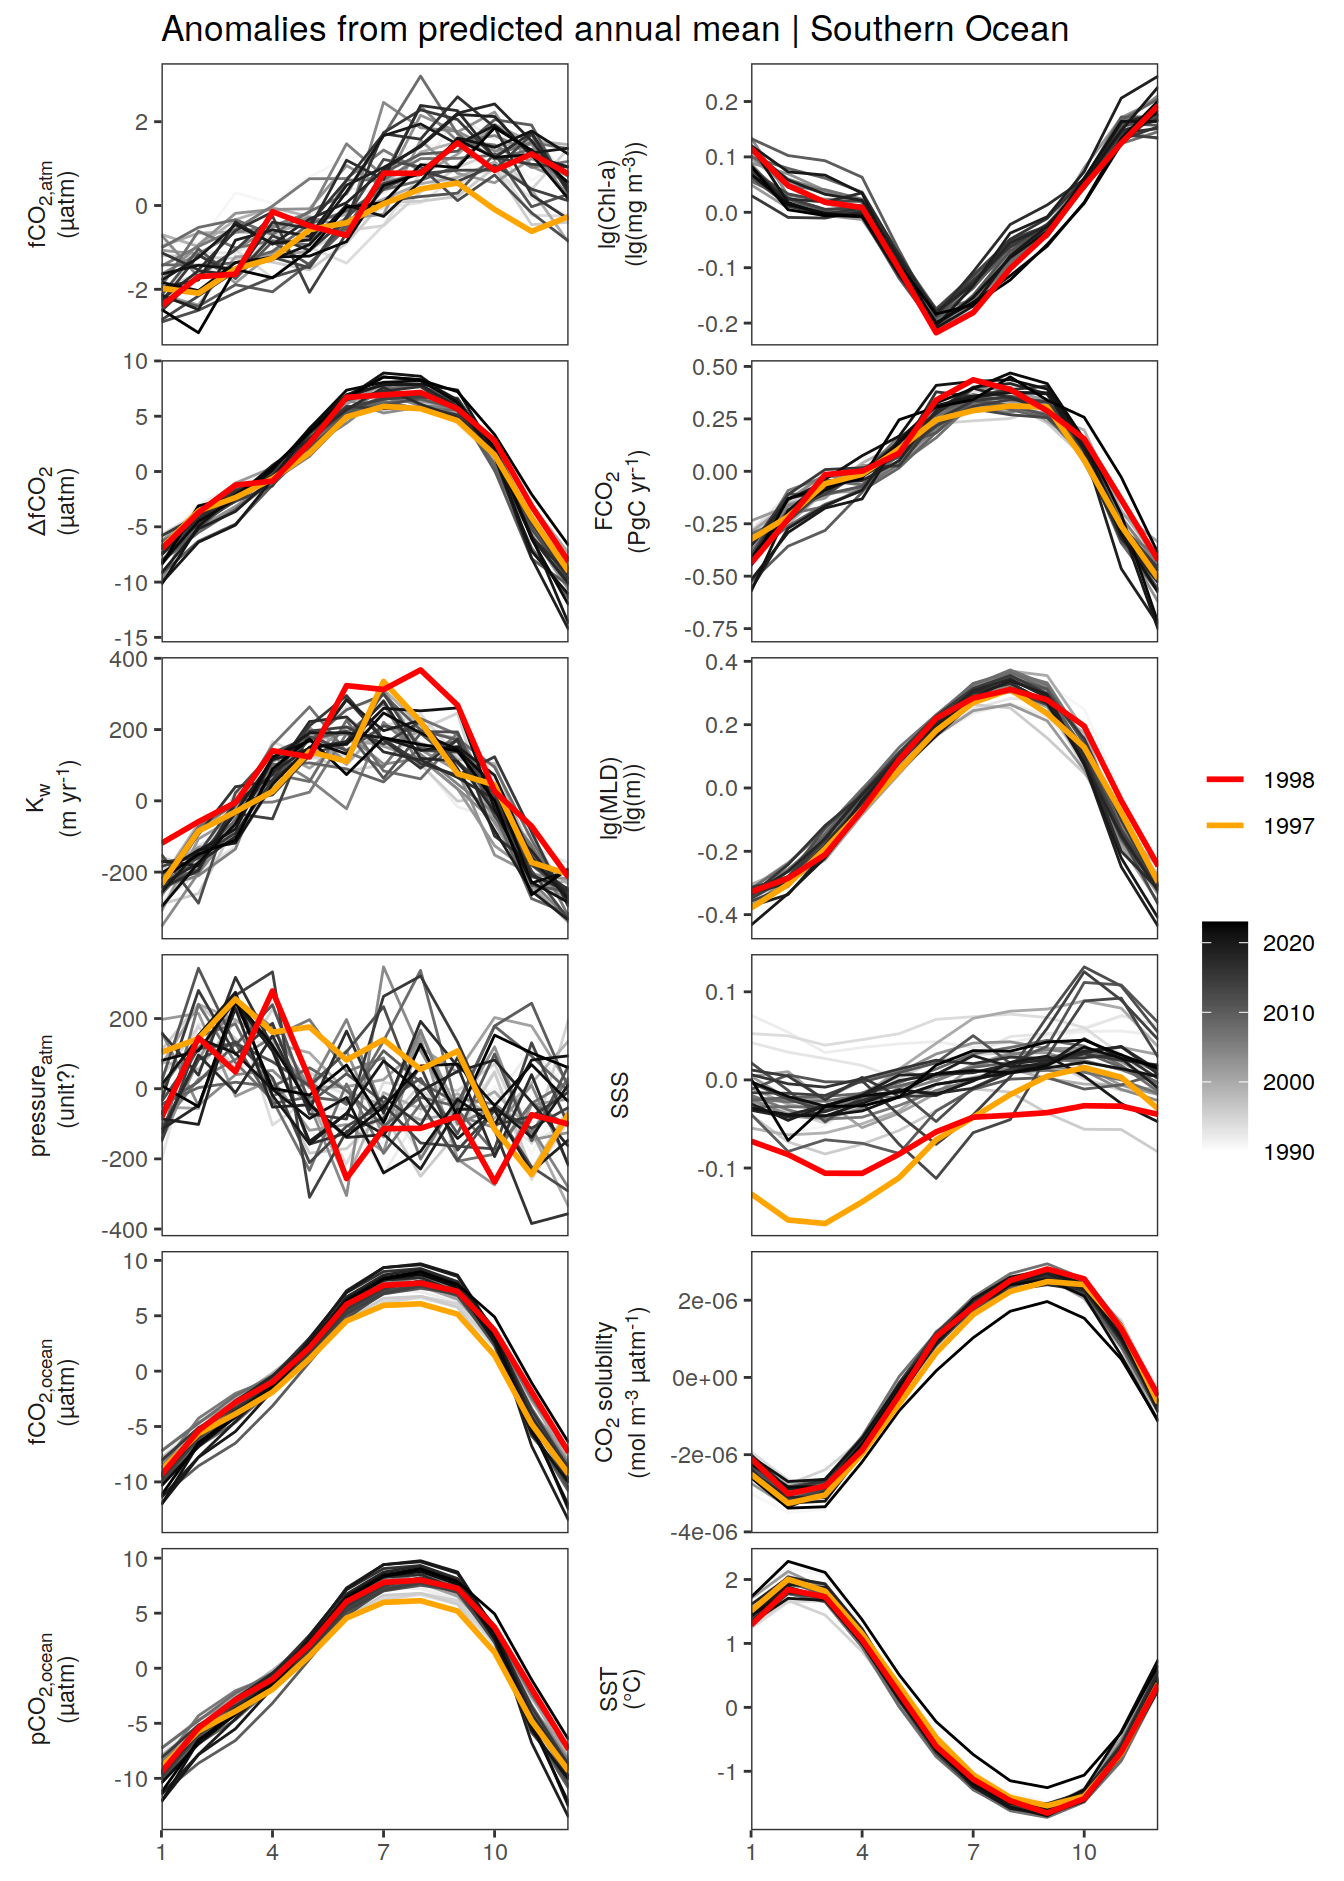 Anomalies from predicted annual mean | Southern Ocean
fCO2,atm
(µatm)
2
0
-2
lg(Chl-a)
(lg(mg m-3))
0.2
0.1
0.0
-0.1
-0.2
ΔfCO2
(µatm)
10
5
0
-5
-10
-15
FCO2
(PgC yr-1)
0.50
0.25
0.00
-0.25
-0.50
-0.75
Kw
(m yr-1)
400
200
0
-200
lg(MLD)
(lg(m))
0.4
0.2
0.0
-0.2
-0.4
pressureatm
(unit?)
200
0
-200
-400
SSS
0.1
0.0
-0.1
fCO2,ocean
(µatm)
10
5
0
-5
-10
CO2 solubility
(mol m-3 µatm-1)
2e-06
0e+00
-2e-06
-4e-06
pCO2,ocean
(µatm)
10
5
0
-5
-10
1 4 7 10
SST
(°C)
2
1
0
-1
1 4 7 10
1998
1997
2020
2010
2000
1990